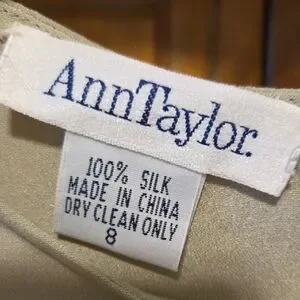 AnnTaylor.
100% SILK
MADE IN CHINA
DRY CLEAN ONLY
8